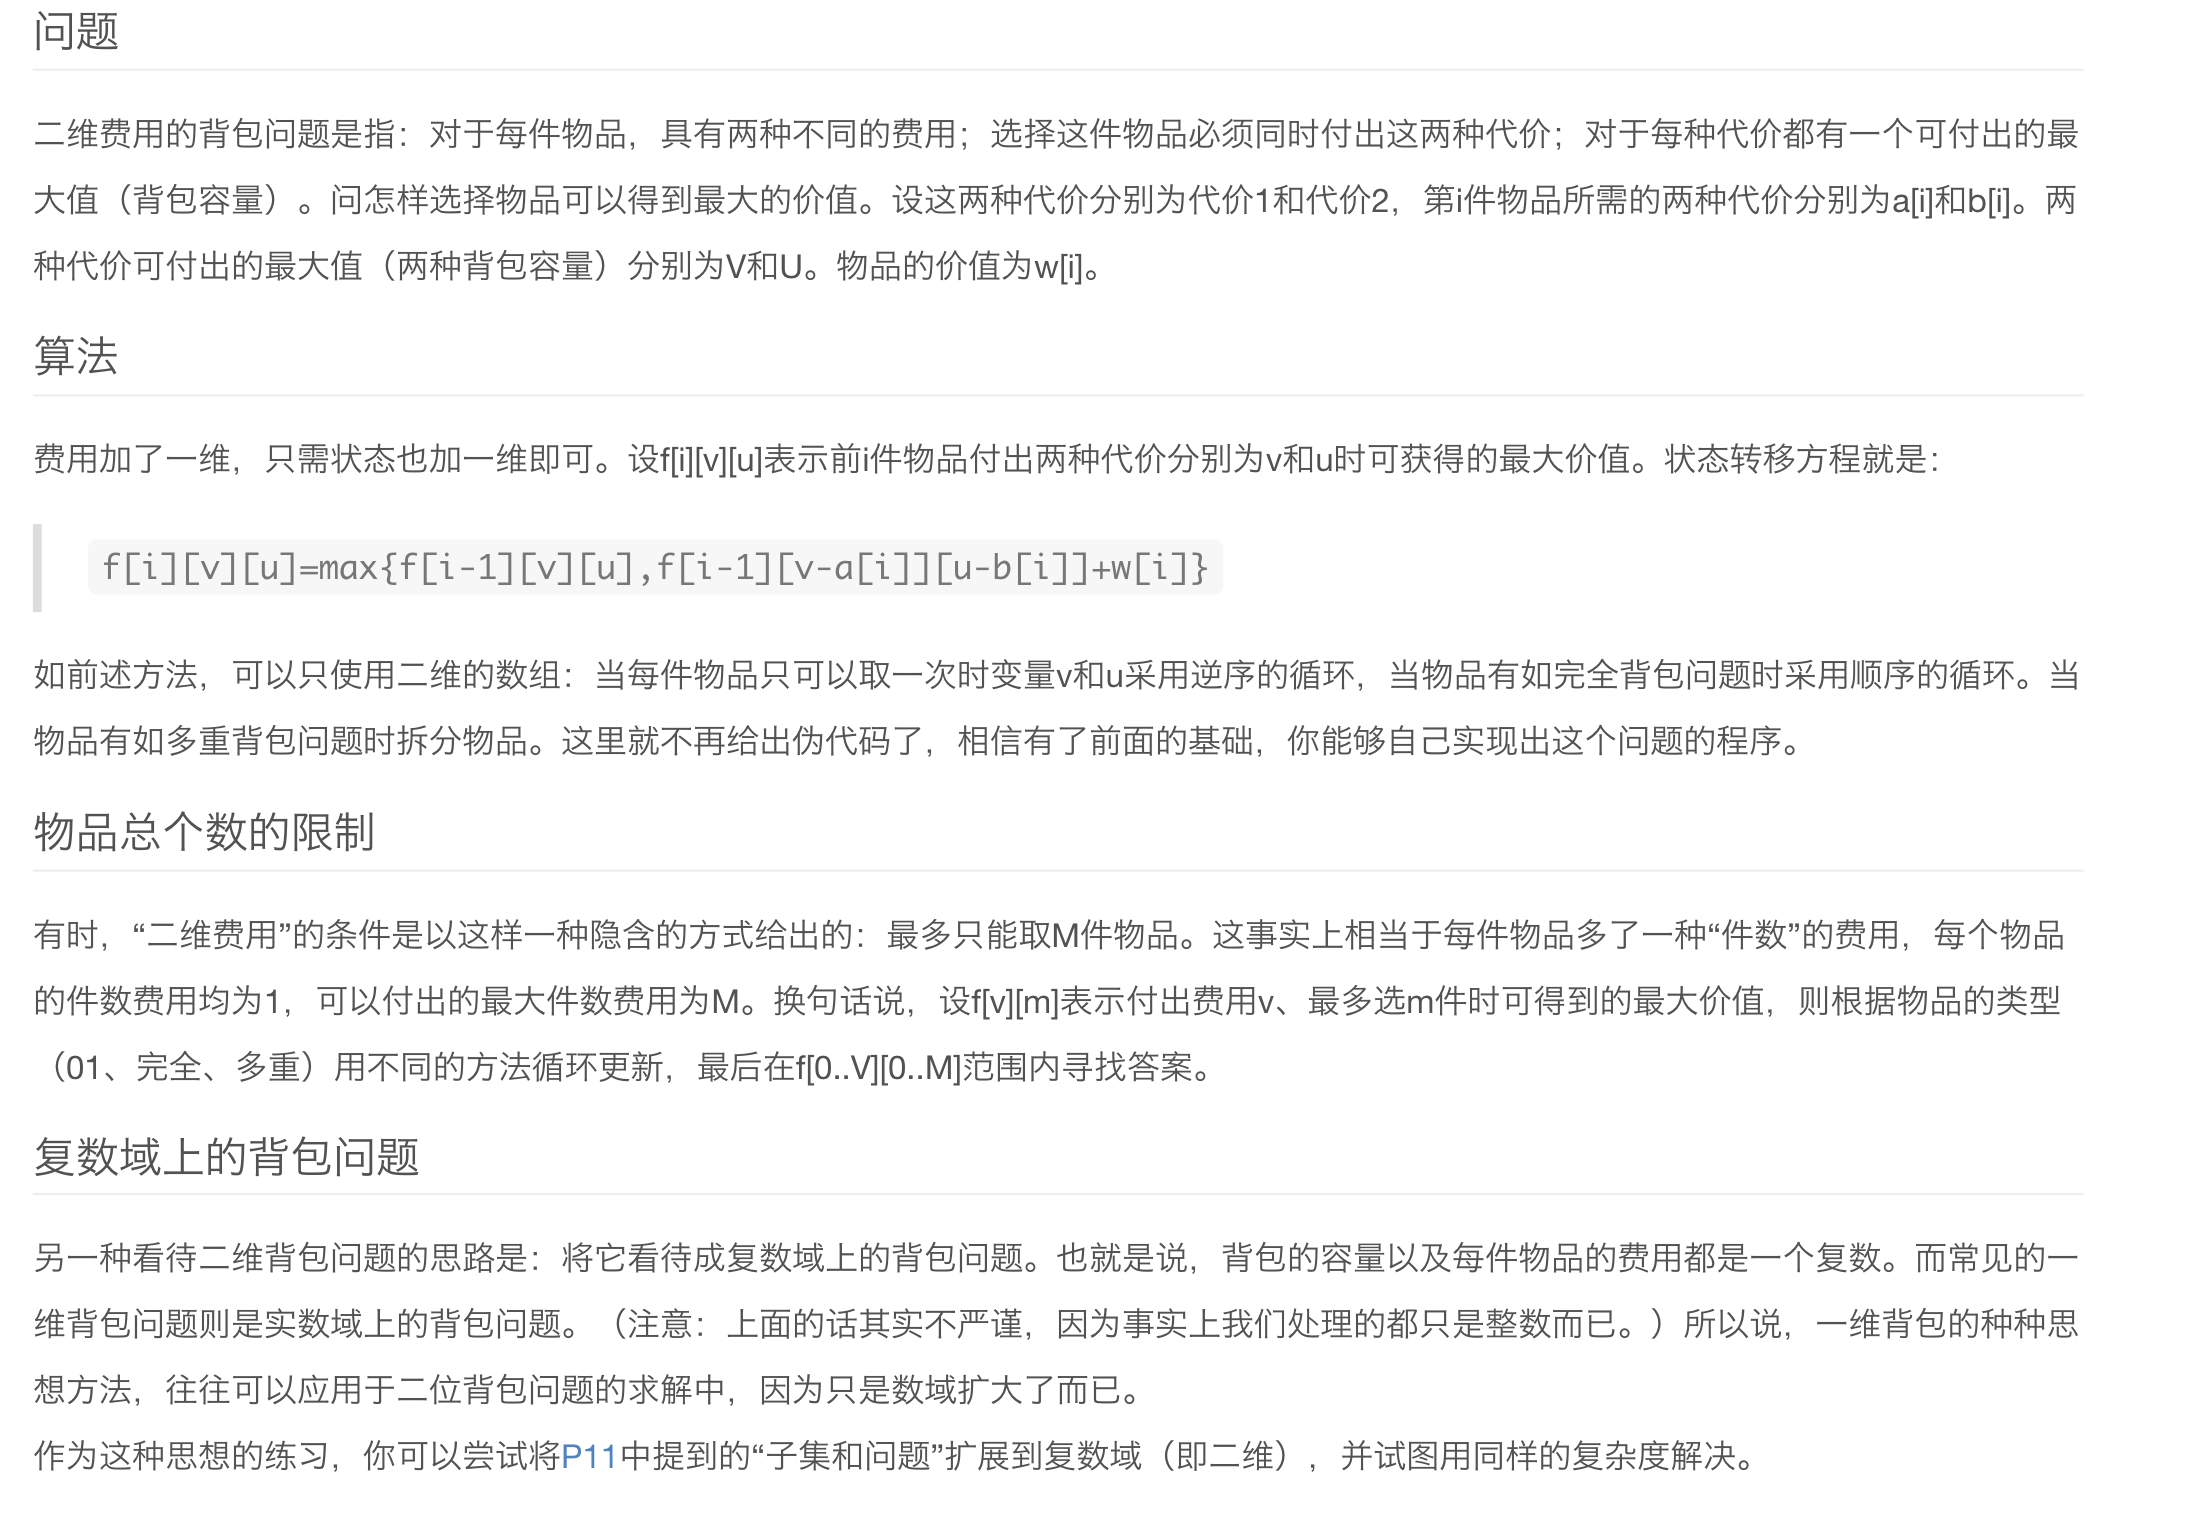 问题
二维费用的背包问题是指：对于每件物品，具有两种不同的费用；选择这件物品必须同时付出这两种代价；对于每种代价都有一个可付出的最
大值（背包容量）。问怎样选择物品可以得到最大的价值。设这两种代价分别为代价1和代价2，第i件物品所需的两种代价分别为a[i]和b[i]。两
种代价可付出的最大值（两种背包容量）分别为V和U。物品的价值为w[i]。
算法
费用加了一维，只需状态也加一维即可。设f[i][v][u]表示前i件物品付出两种代价分别为v和u时可获得的最大价值。状态转移方程就是：
f[i][v][u]=max{f[i-1][v][u],f[i-1][v-a[i]][u-b[i]]+w[i]}
如前述方法，可以只使用二维的数组：当每件物品只可以取一次时变量v和u采用逆序的循环，当物品有如完全背包问题时采用顺序的循环。当
物品有如多重背包问题时拆分物品。这里就不再给出伪代码了，相信有了前面的基础，你能够自己实现出这个问题的程序。
物品总个数的限制
有时，“二维费用”的条件是以这样一种隐含的方式给出的：最多只能取M件物品。这事实上相当于每件物品多了一种“件数”的费用，每个物品
的件数费用均为1，可以付出的最大件数费用为M。换句话说，设f[v][m]表示付出费用v、最多选m件时可得到的最大价值，则根据物品的类型
（01、完全、多重）用不同的方法循环更新，最后在f[0..V][0..M]范围内寻找答案。
复数域上的背包问题
另一种看待二维背包问题的思路是：将它看待成复数域上的背包问题。也就是说，背包的容量以及每件物品的费用都是一个复数。而常见的一
维背包问题则是实数域上的背包问题。（注意：上面的话其实不严谨，因为事实上我们处理的都只是整数而已。）所以说，一维背包的种种思
想方法，往往可以应用于二位背包问题的求解中，因为只是数域扩大了而已。
作为这种思想的练习，你可以尝试将P11中提到的“子集和问题”扩展到复数域（即二维），并试图用同样的复杂度解决。